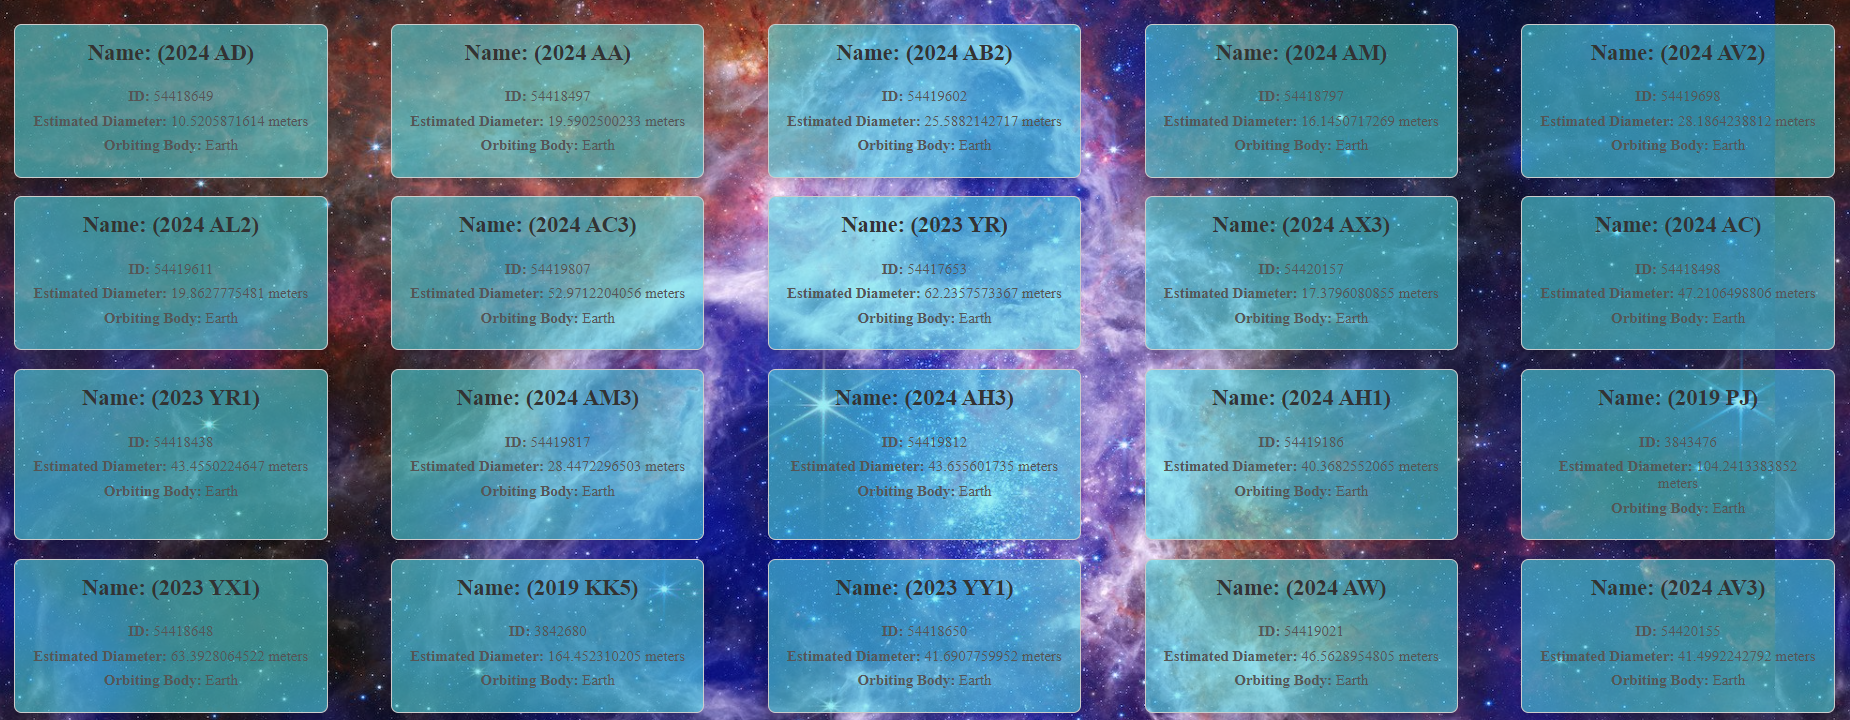 Name: (2024 AD)
ID: 54418649
Estimated Diameter: 10.5205871614 meters
Orbiting Body: Earth
Name: (2024 AA)
ID: 54418497
Estimated Diameter: 19.5902500233 meters
Orbiting Body: Earth
Name: (2024 AB2)
ID: 54419602
Estimated Diameter: 25.5882142717 meters
Orbiting Body: Earth
Name: (2024 AM)
ID: 54418797
Estimated Diameter: 16.1450717269 meters
Orbiting Body: Earth
Name: (2024 AV2)
ID: 54419698
Estimated Diameter: 28.1864238812 meters
Orbiting Body: Earth
Name: (2024 AL2)
ID: 54419611
Estimated Diameter: 19.8627775481 meters
Orbiting Body: Earth
Name: (2024 AC3)
ID: 54419807
Estimated Diameter: 52.9712204056 meters
Orbiting Body: Earth
Name: (2023 YR)
ID: 54417653
Estimated Diameter: 62.2357573367 meters
Orbiting Body: Earth
Name: (2024 AX3)
ID: 54420157
Estimated Diameter: 17.3796080855 meters
Orbiting Body: Earth
Name: (2024 AC)
ID: 54418498
Estimated Diameter: 47.2106498806 meters
Orbiting Body: Earth
Name: (2023 YR1)
ID: 54418438
Estimated Diameter: 43.4550224647 meters
Orbiting Body: Earth
Name: (2024 AM3)
ID: 54419817
Estimated Diameter: 28.4472296503 meters
Orbiting Body: Earth
Name: (2024 AH3)
ID: 54419812
Estimated Diameter: 43.655601735 meters
Orbiting Body: Earth
Name: (2024 AH1)
ID: 54419186
Estimated Diameter: 40.3682552065 meters
Orbiting Body: Earth
Name: (2019 PJ)
ID: 3843476
Estimated Diameter: 104.2413383852
meters
Orbiting Body: Earth
Name: (2023 YX1)
ID: 54418648
Estimated Diameter: 63.3928064522 meters
Orbiting Body: Earth
Name: (2019 KK5)
ID: 3842680
Estimated Diameter: 164.452310205 meters
Orbiting Body: Earth
Name: (2023 YY1)
ID: 54418650
Estimated Diameter: 41.6907759952 meters
Orbiting Body: Earth
Name: (2024 AW)
ID: 54419021
Estimated Diameter: 46.5628954805 meters
Orbiting Body: Earth
Name: (2024 AV3)
ID: 54420155
Estimated Diameter: 41.4992242792 meters
Orbiting Body: Earth